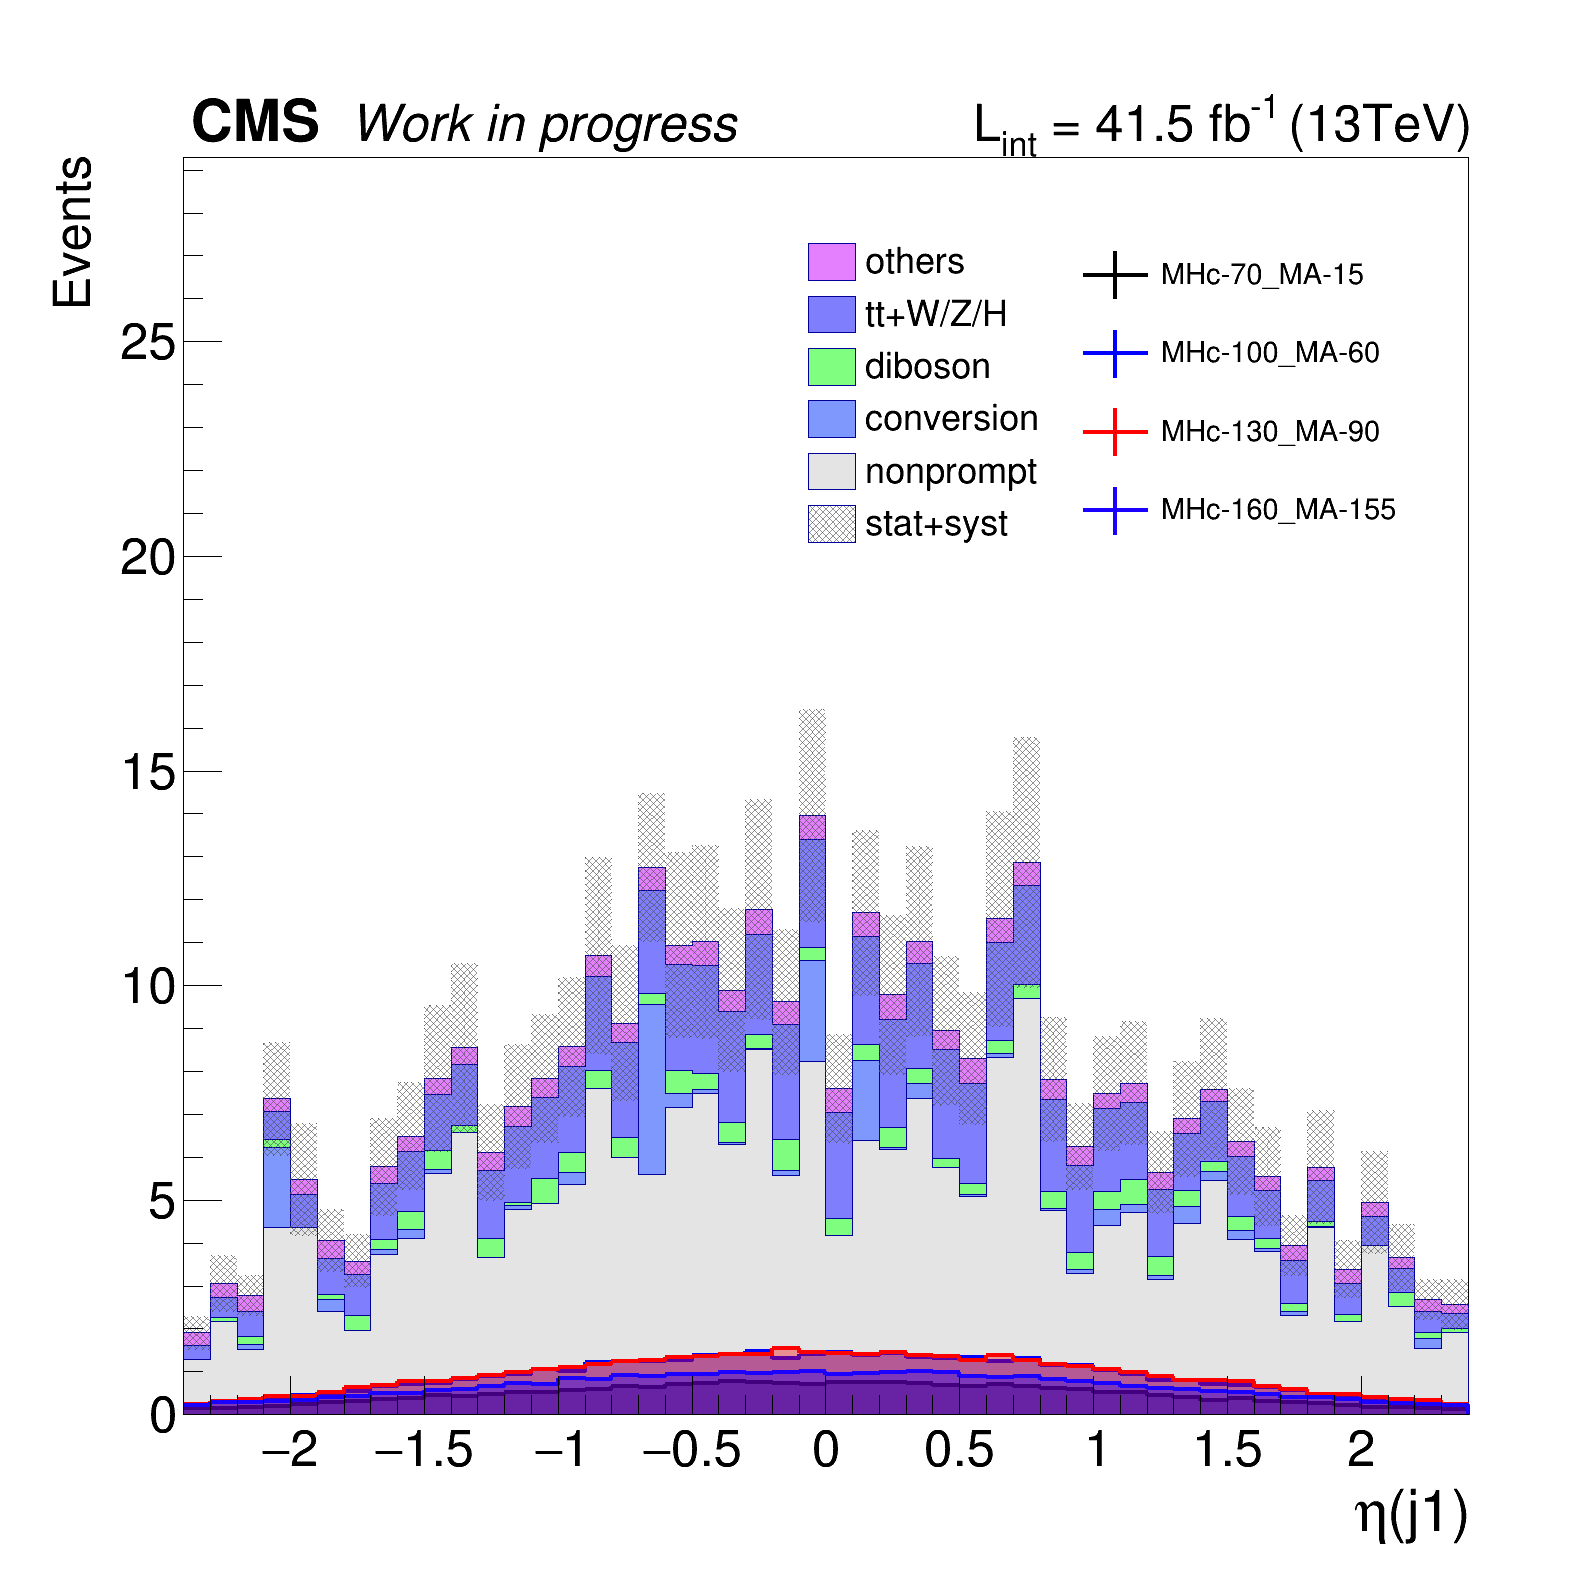 CMS Work in progress
L_int = 41.5 fb^-1 (13TeV)
Events
others
tt+W/Z/H
diboson
conversion
nonprompt
stat+syst
MHc-70_MA-15
MHc-100_MA-60
MHc-130_MA-90
MHc-160_MA-155
25
20
15
10
5
0
−2 −1.5 −1 −0.5 0 0.5 1 1.5 2
η(j1)